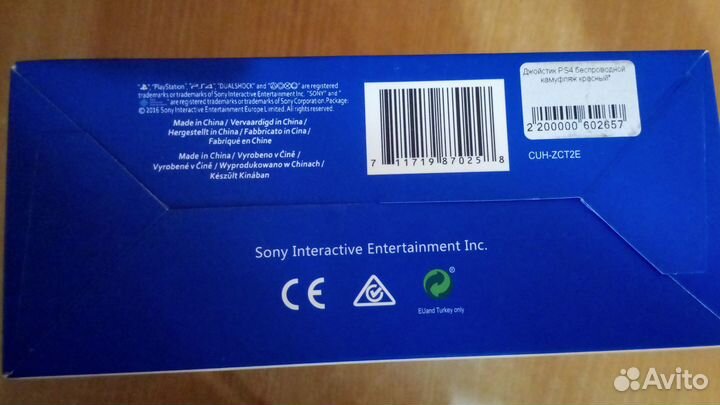 "PlayStation", "PS4", "DUALSHOCK" and are registered
trademarks or trademarks of Sony Interactive Entertainment Inc. "SONY" and "
" are registered trademarks or trademarks of Sony Corporation. Package:
© 2016 Sony Interactive Entertainment Europe Limited. All rights reserved.
Made in China / Vervaardigd in China /
Hergestellt in China / Fabbricato in Cina /
Fabriqué en Chine
Made in China / Vyrobeno v Číně /
Vyrobené v Číne / Wyprodukowano w Chinach /
Készült Kínában
7 11719 87025 8
Джойстик PS4 беспроводной
камуфляж красный*
2 200000 602657
CUH-ZCT2E
Sony Interactive Entertainment Inc.
CE
EUand Turkey only
Avito